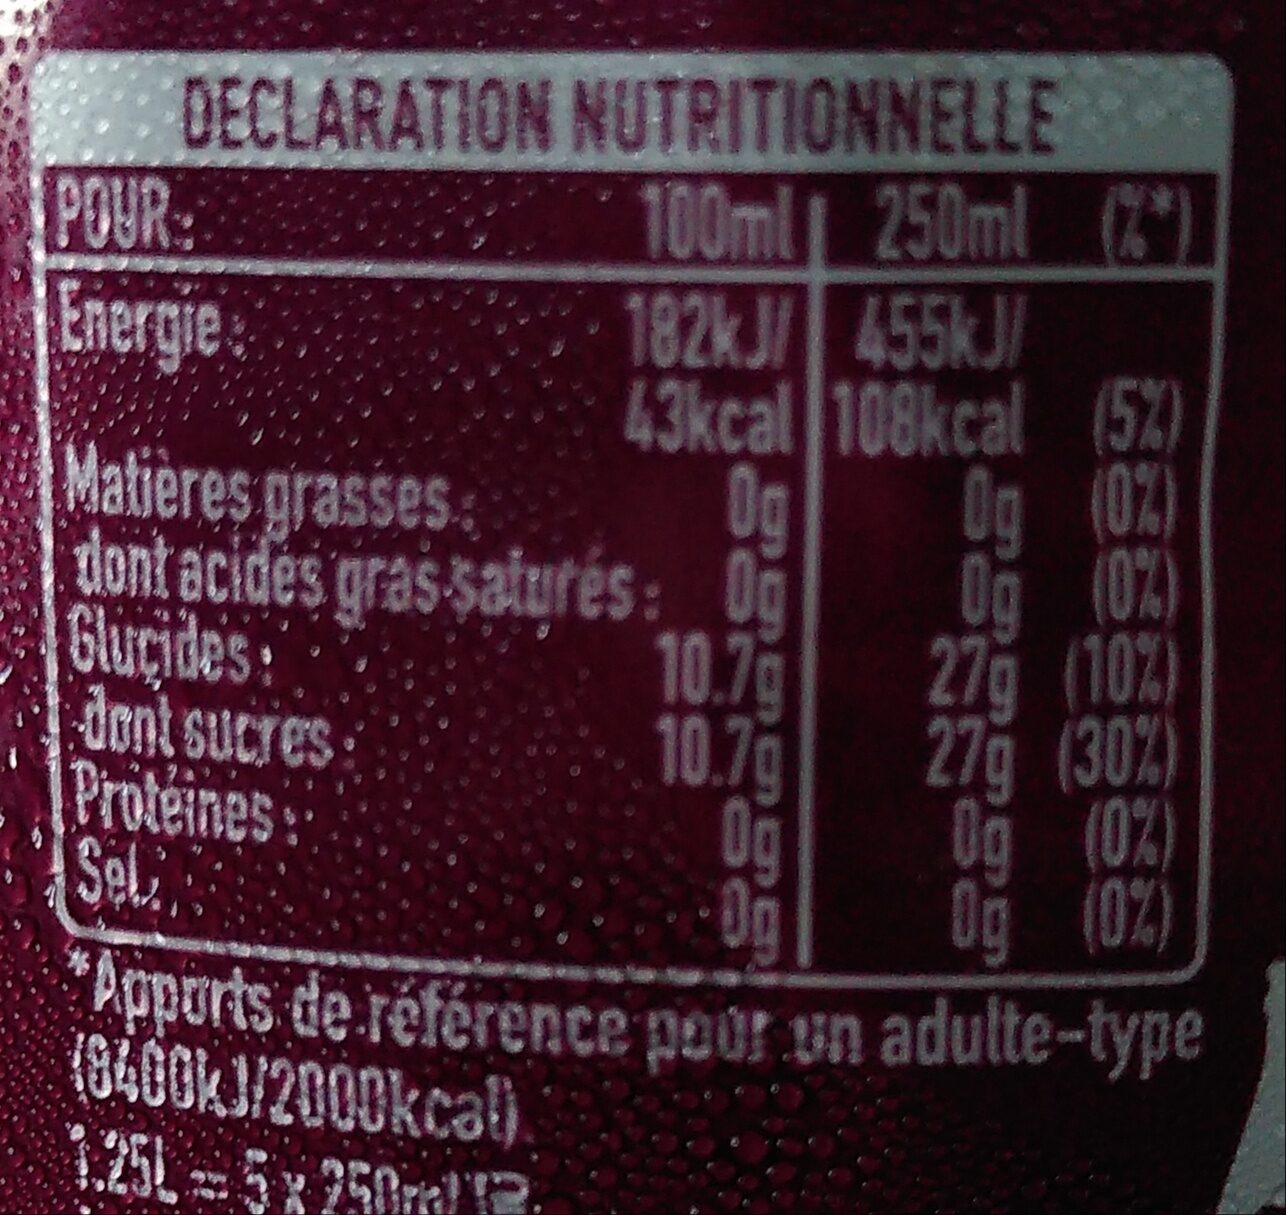 DECLARATION NUTRITIONNELLE
POUR: 100ml 250ml (%*)
Energie: 182kJ/ 455kJ/
43kcal 108kcal (5%)
Matières grasses: 0g 0g (0%)
dont acides gras saturés: 0g 0g (0%)
Glucides: 10.7g 27g (10%)
dont sucres: 10.7g 27g (30%)
Protéines: 0g 0g (0%)
Sel: 0g 0g (0%)
*Apports de référence pour un adulte-type
(8400kJ/2000kcal)
1.25L = 5 x 250ml